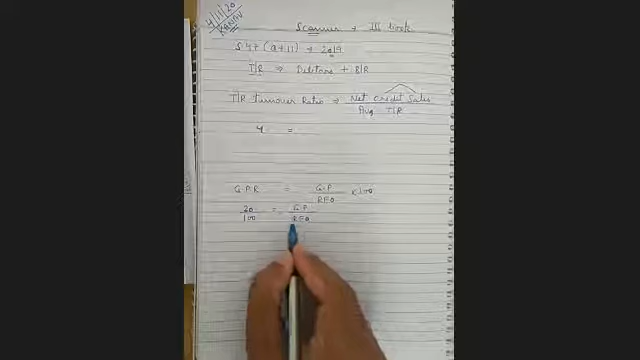 4/11/20
Scanner + ISS book
S 47 (a+11) → 2019
T/R ⇒ Debtors + B/R
T/R Turnover Ratio ⇒ Net Credit Sales
Avg T/R
4 =
G.P.R = G.P × 100
RFO
20 = G.P
100 RFO